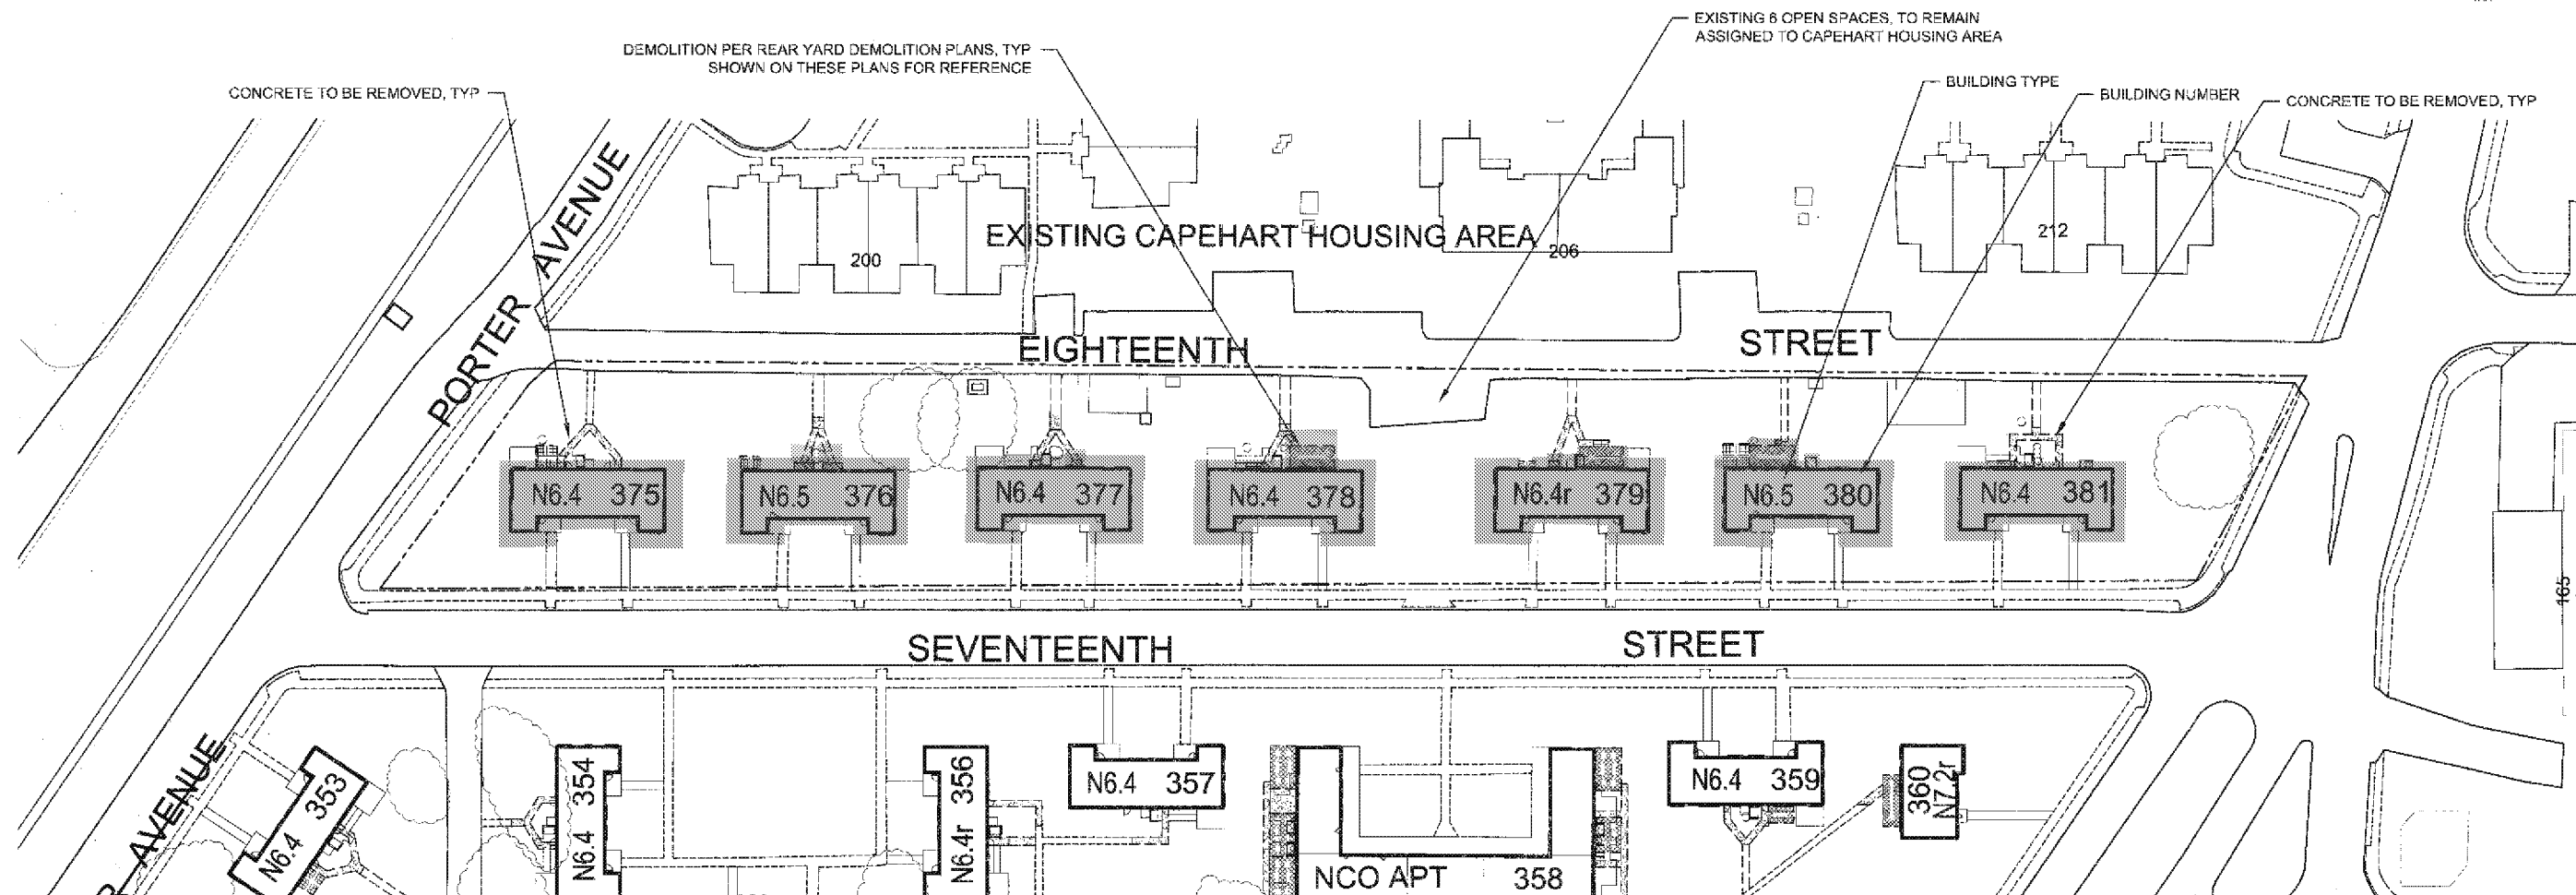 EXISTING 6 OPEN SPACES, TO REMAIN
ASSIGNED TO CAPEHART HOUSING AREA
DEMOLITION PER REAR YARD DEMOLITION PLANS, TYP
SHOWN ON THESE PLANS FOR REFERENCE
BUILDING TYPE
CONCRETE TO BE REMOVED, TYP
BUILDING NUMBER
CONCRETE TO BE REMOVED, TYP
PORTER AVENUE
EXISTING CAPEHART HOUSING AREA
200
206
212
EIGHTEENTH STREET
N6.4 375
N6.5 376
N6.4 377
N6.4 378
N6.4r 379
N6.5 380
N6.4 381
165
SEVENTEENTH STREET
AVENUE
N6.4 353
N6.4 354
N6.4r 356
N6.4 357
NCO APT 358
N6.4 359
360
N7.2r